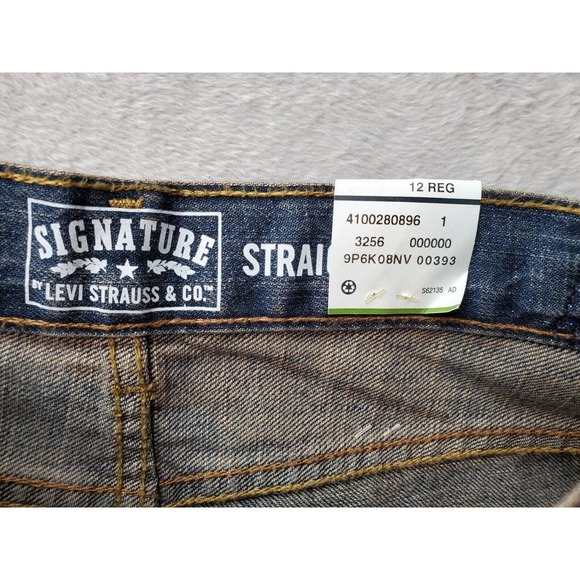 SIGNATURE
BY LEVI STRAUSS & CO.™
STRAIG
12 REG
4100280896 1
3256 000000
9P6K08NV 00393
S62135 AD